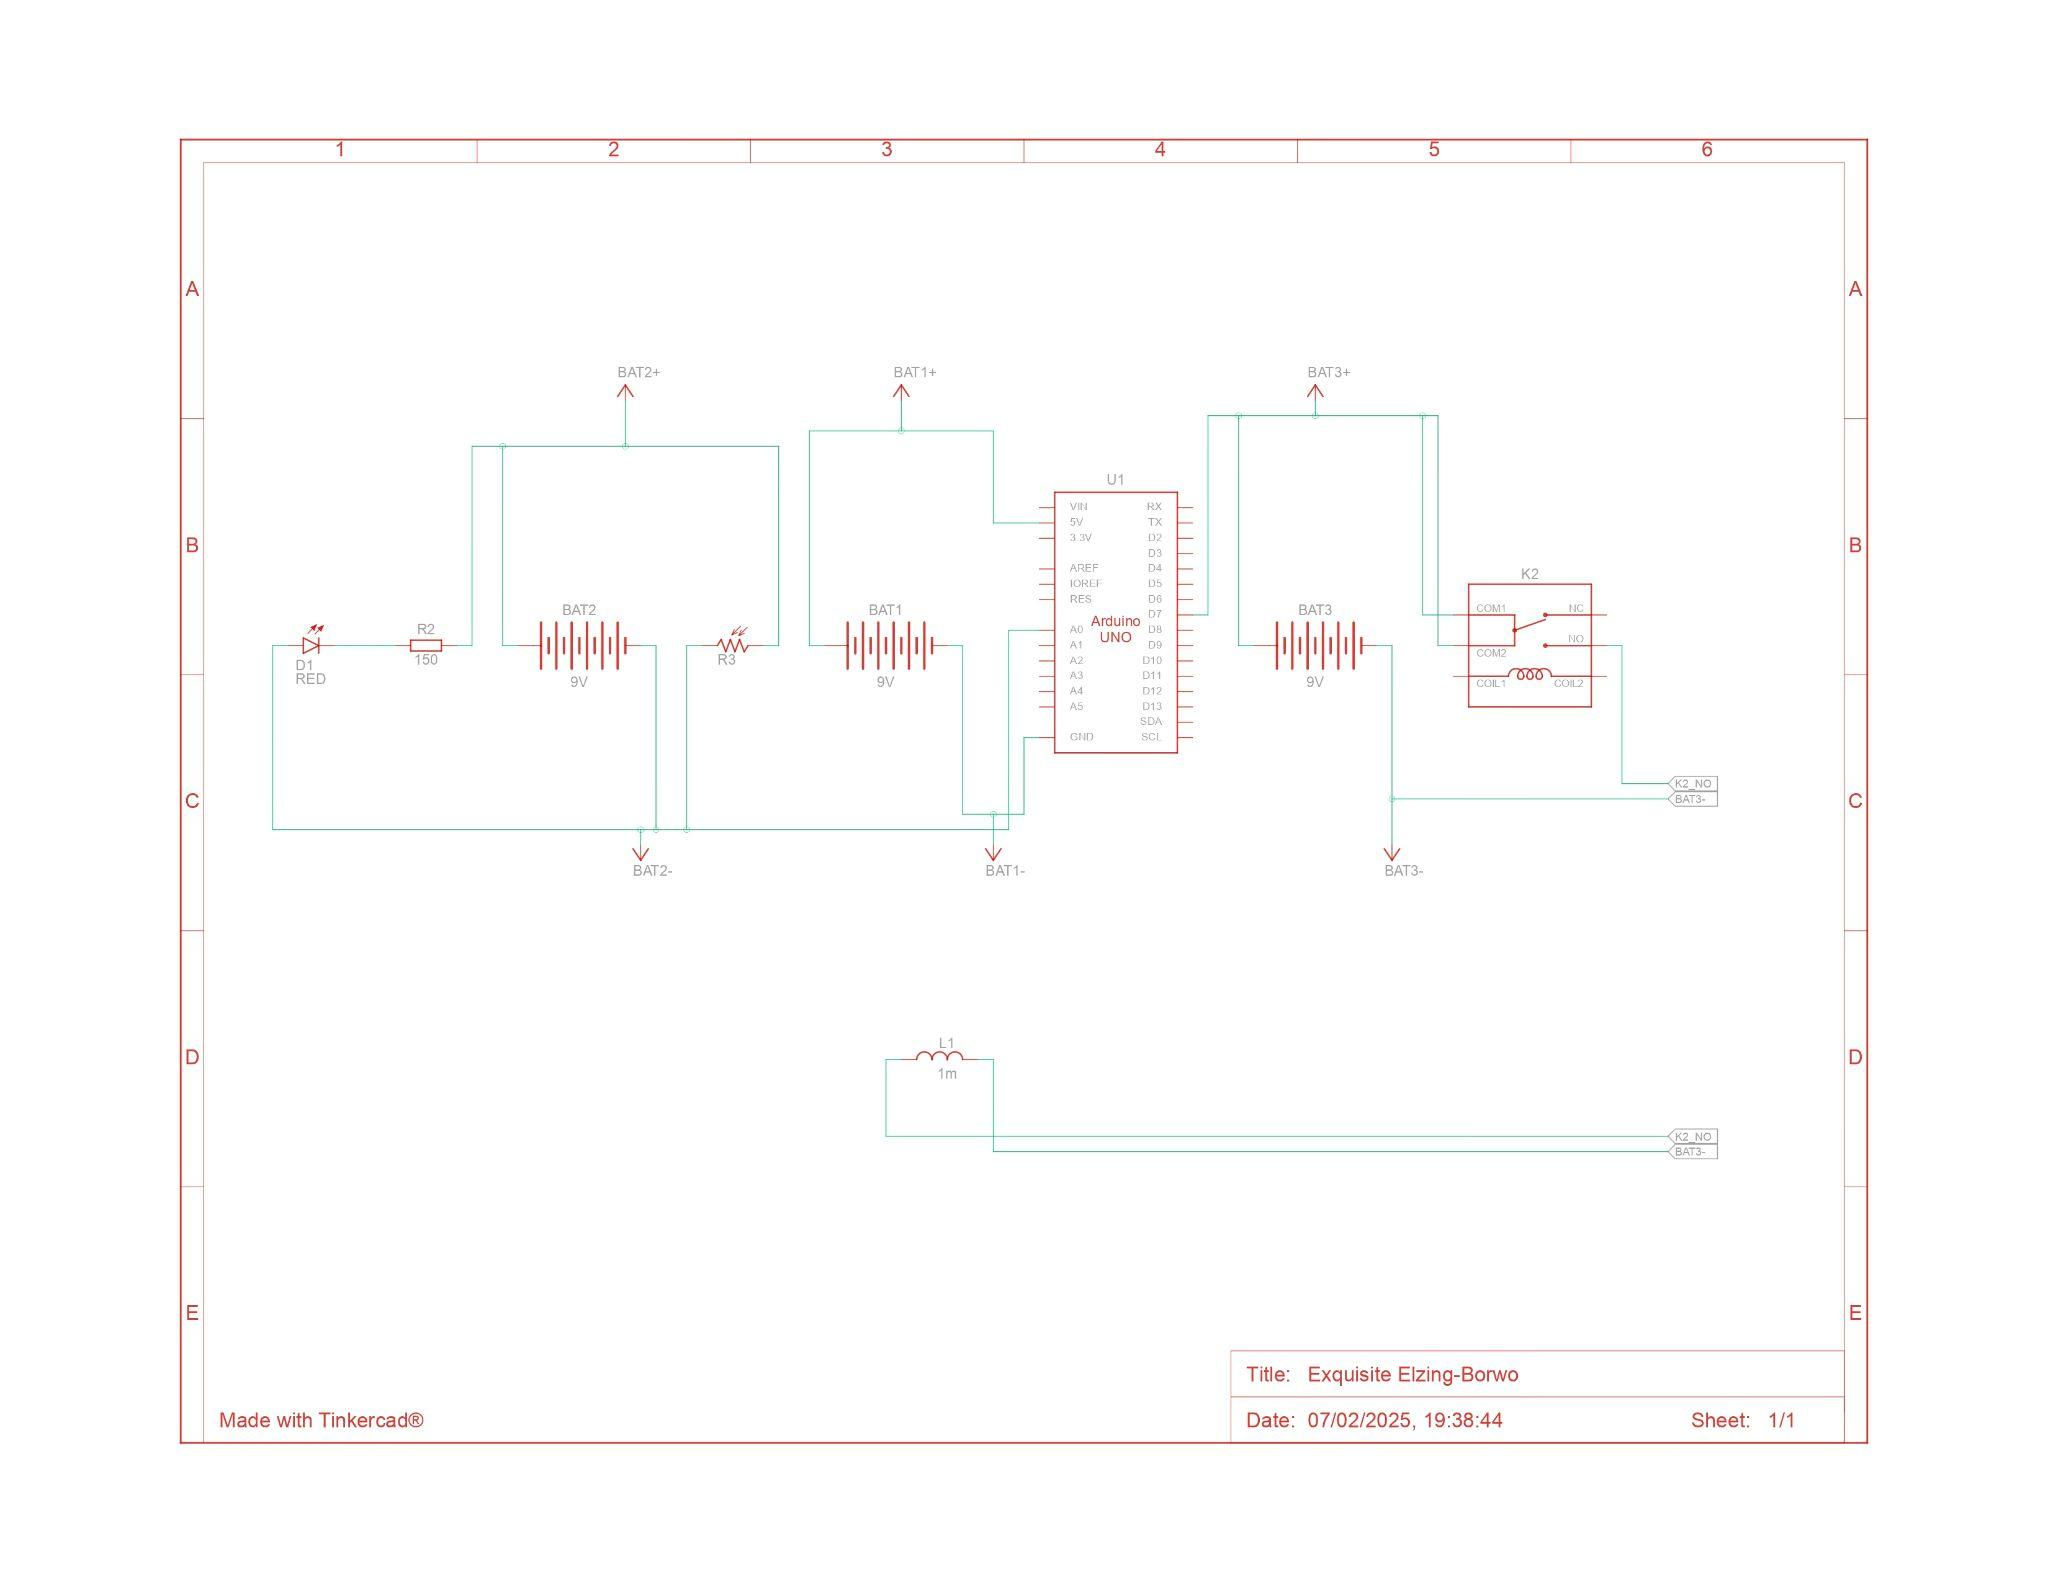 1 2 3 4 5 6
A A
BAT2+ BAT1+ BAT3+
U1
VIN RX
5V TX
3.3V D2
D3
B B
AREF D4
K2
IOREF D5
RES D6
BAT2 BAT1 BAT3
COM1 NC
D7
Arduino
UNO
R2
A0 D8
NO
A1 D9
COM2
150
R3
D1
A2 D10
RED
A3 D11
9V 9V 9V
COIL1 COIL2
A4 D12
A5 D13
SDA
GND SCL
K2_NO
BAT3-
C C
BAT2- BAT1- BAT3-
L1
D D
1m
K2_NO
BAT3-
E E
Title: Exquisite Elzing-Borwo
Made with Tinkercad®
Date: 07/02/2025, 19:38:44 Sheet: 1/1